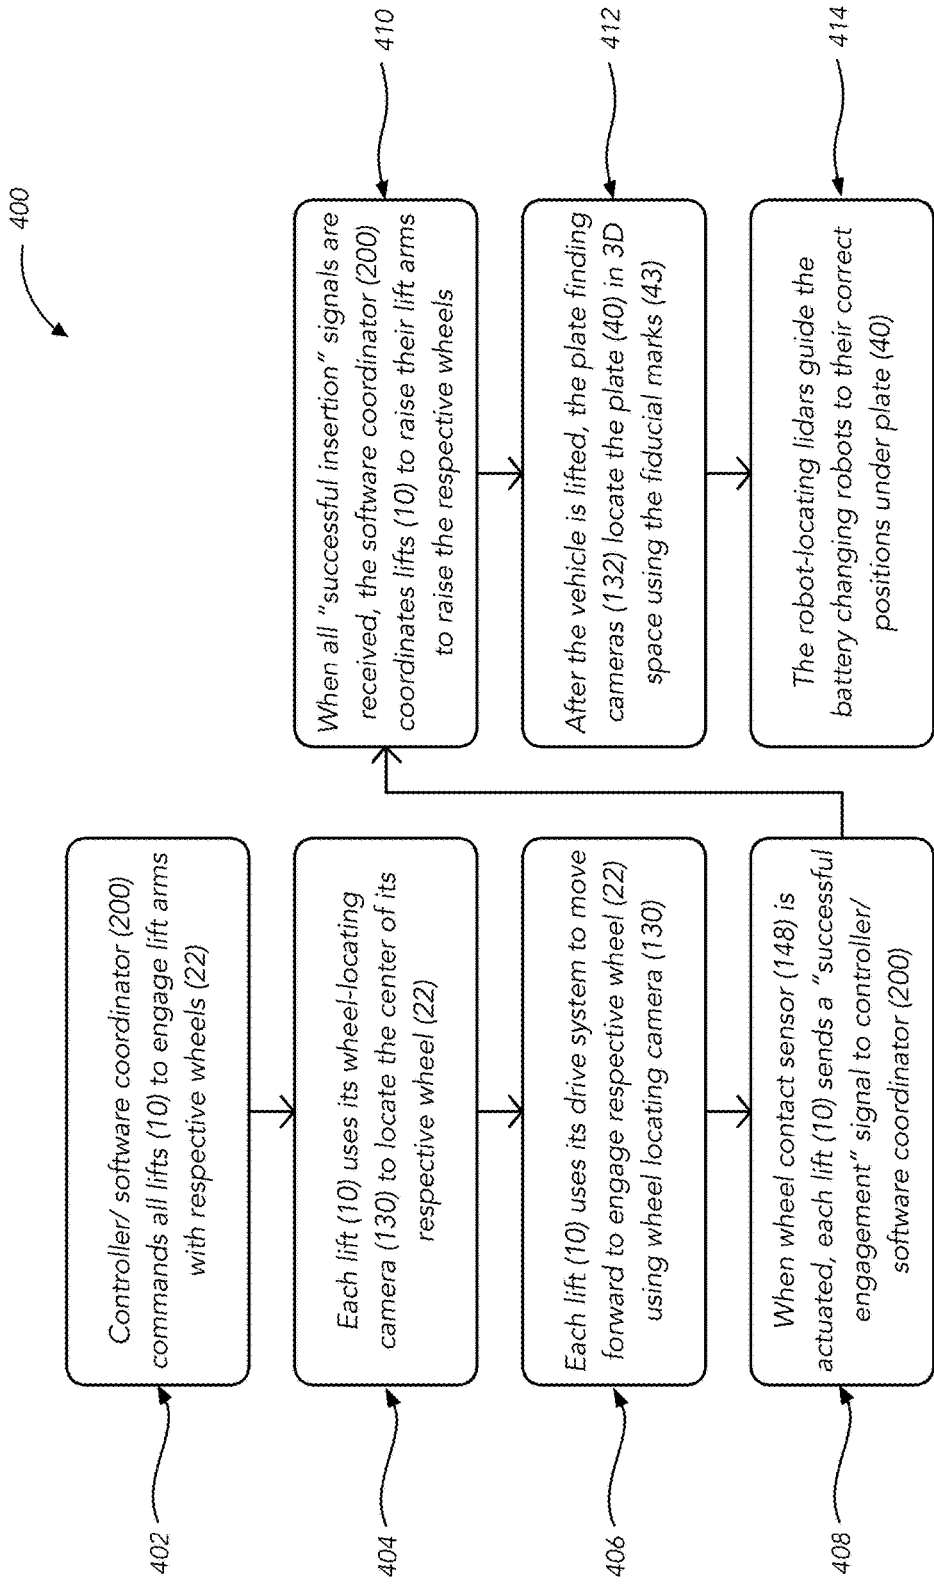 400
402
Controller/ software coordinator (200)
commands all lifts (10) to engage lift arms
with respective wheels (22)
404
Each lift (10) uses its wheel-locating
camera (130) to locate the center of its
respective wheel (22)
406
Each lift (10) uses its drive system to move
forward to engage respective wheel (22)
using wheel locating camera (130)
408
When wheel contact sensor (148) is
actuated, each lift (10) sends a "successful
engagement" signal to controller/
software coordinator (200)
410
When all "successful insertion" signals are
received, the software coordinator (200)
coordinates lifts (10) to raise their lift arms
to raise the respective wheels
412
After the vehicle is lifted, the plate finding
cameras (132) locate the plate (40) in 3D
space using the fiducial marks (43)
414
The robot-locating lidars guide the
battery changing robots to their correct
positions under plate (40)